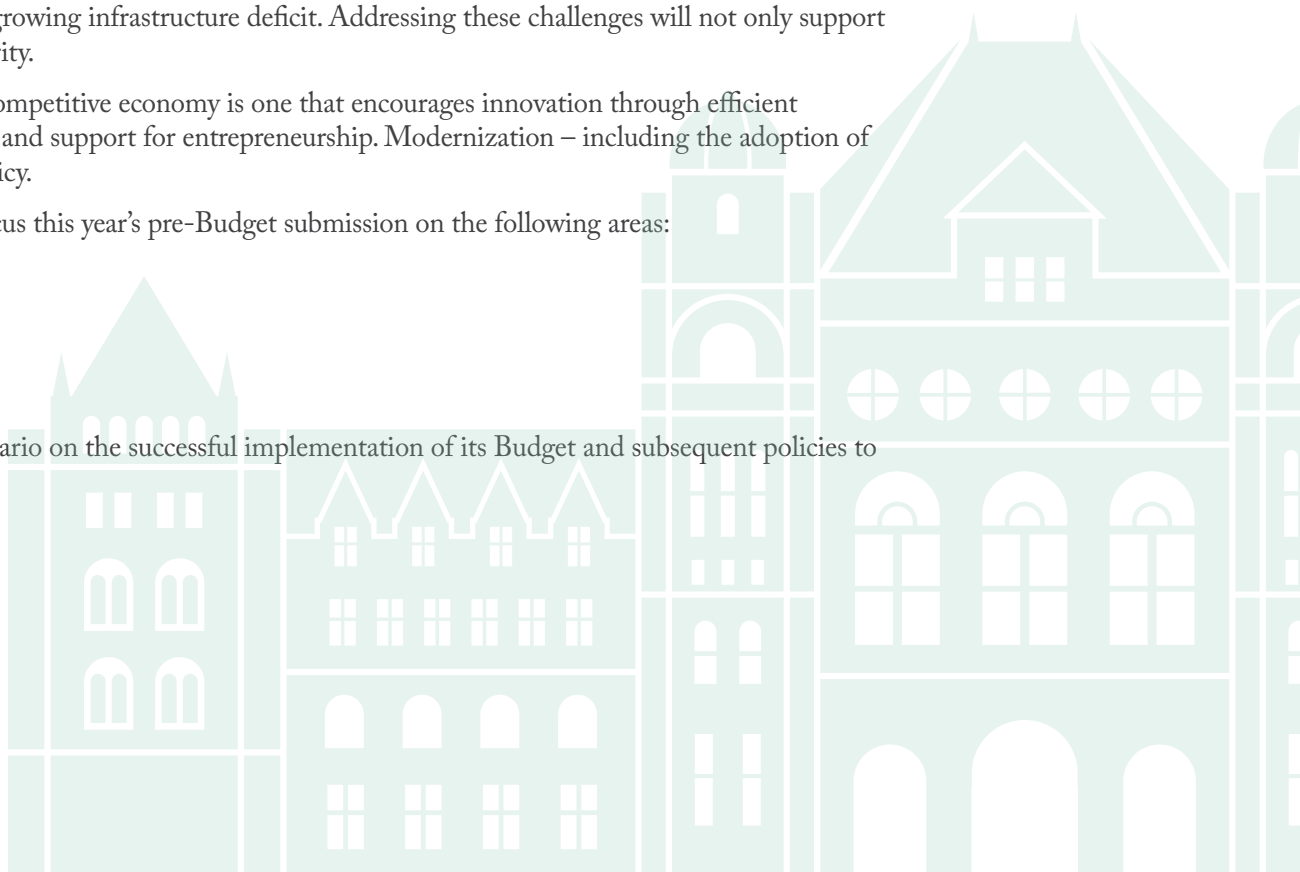 growing infrastructure deficit. Addressing these challenges will not only support
ity.
ompetitive economy is one that encourages innovation through efficient
and support for entrepreneurship. Modernization – including the adoption of
icy.
cus this year’s pre-Budget submission on the following areas:
ario on the successful implementation of its Budget and subsequent policies to